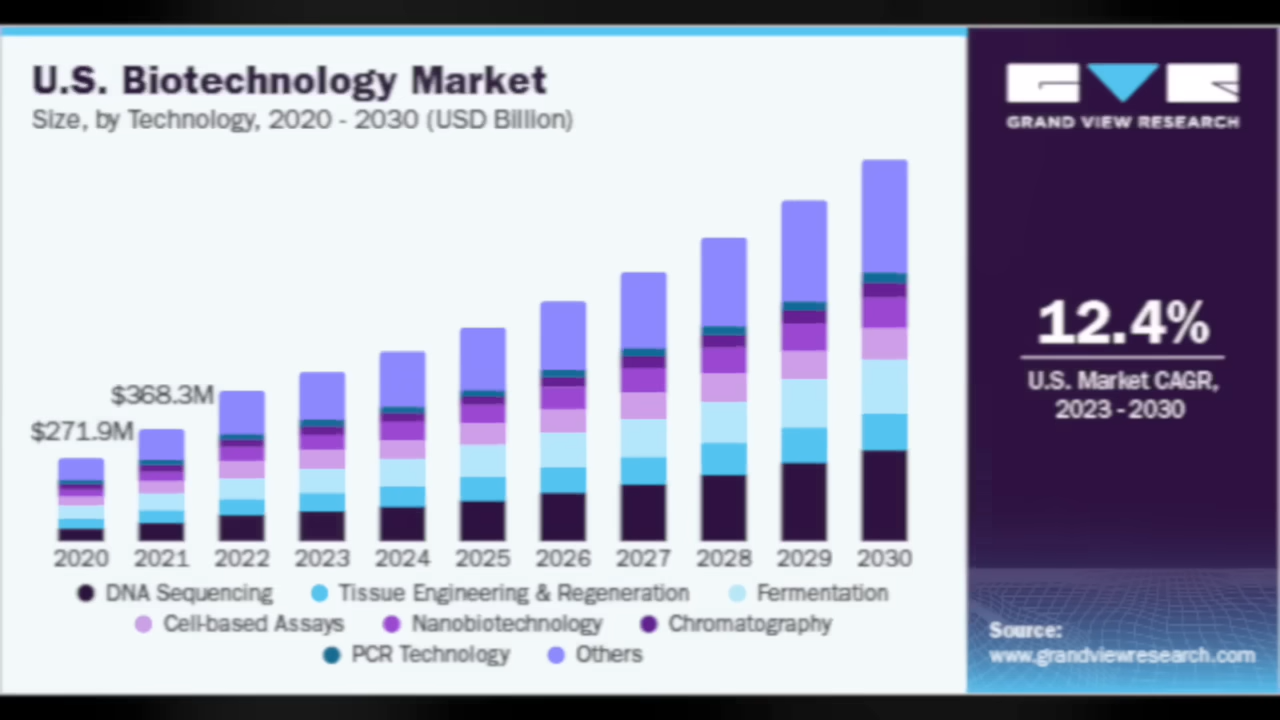 U.S. Biotechnology Market
Size, by Technology, 2020 - 2030 (USD Billion)
GRAND VIEW RESEARCH
$368.3M
$271.9M
12.4%
U.S. Market CAGR,
2023 - 2030
2020 2021 2022 2023 2024 2025 2026 2027 2028 2029 2030
DNA Sequencing Tissue Engineering & Regeneration Fermentation
Cell-based Assays Nanobiotechnology Chromatography
PCR Technology Others
Source:
www.grandviewresearch.com